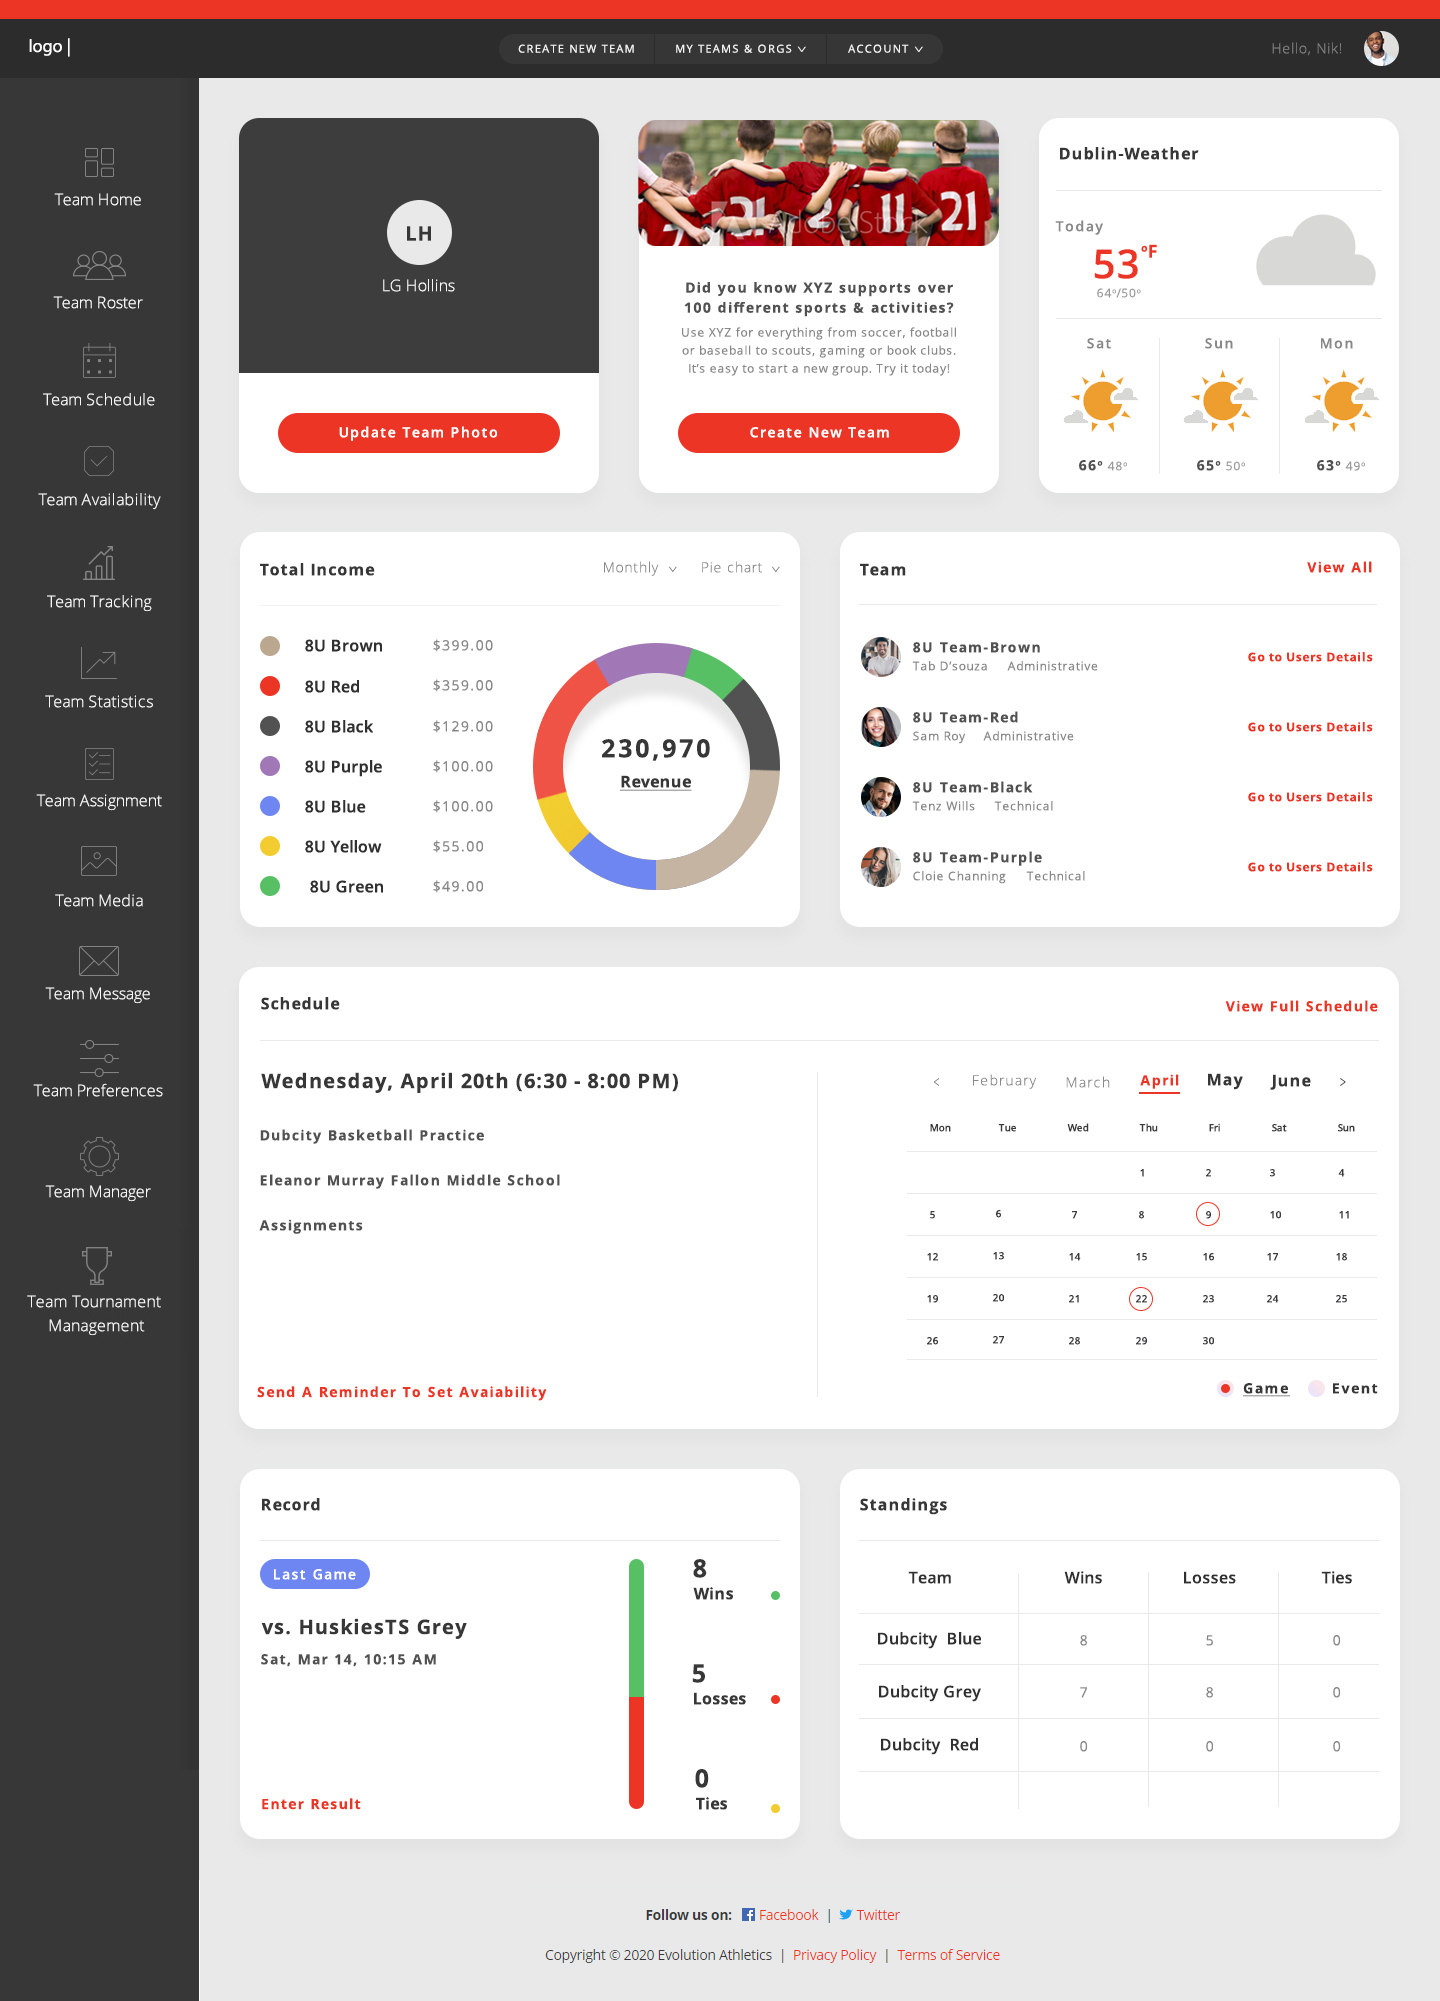 logo |
CREATE NEW TEAM
MY TEAMS & ORGS
ACCOUNT
Hello, Nik!
Team Home
Team Roster
Team Schedule
Team Availability
Team Tracking
Team Statistics
Team Assignment
Team Media
Team Message
Team Preferences
Team Manager
Team Tournament
Management
LH
LG Hollins
Update Team Photo
21 8 11 21
Adobe Stock
Did you know XYZ supports over
100 different sports & activities?
Use XYZ for everything from soccer, football
or baseball to scouts, gaming or book clubs.
It's easy to start a new group. Try it today!
Create New Team
Dublin-Weather
Today
53°F
64°/50°
Sat Sun Mon
66° 48° 65° 50° 63° 49°
Total Income
Monthly Pie chart
8U Brown $399.00
8U Red $359.00
8U Black $129.00
8U Purple $100.00
8U Blue $100.00
8U Yellow $55.00
8U Green $49.00
230,970
Revenue
Team
View All
8U Team-Brown
Tab D'souza Administrative
Go to Users Details
8U Team-Red
Sam Roy Administrative
Go to Users Details
8U Team-Black
Tenz Wills Technical
Go to Users Details
8U Team-Purple
Cloie Channing Technical
Go to Users Details
Schedule
View Full Schedule
Wednesday, April 20th (6:30 - 8:00 PM)
Dubcity Basketball Practice
Eleanor Murray Fallon Middle School
Assignments
Send A Reminder To Set Avaiability
< February March April May June >
Mon Tue Wed Thu Fri Sat Sun
1 2 3 4
5 6 7 8 9 10 11
12 13 14 15 16 17 18
19 20 21 22 23 24 25
26 27 28 29 30
Game Event
Record
Last Game
vs. HuskiesTS Grey
Sat, Mar 14, 10:15 AM
Enter Result
8
Wins
5
Losses
0
Ties
Standings
Team Wins Losses Ties
Dubcity Blue 8 5 0
Dubcity Grey 7 8 0
Dubcity Red 0 0 0
Follow us on: Facebook | Twitter
Copyright © 2020 Evolution Athletics | Privacy Policy | Terms of Service